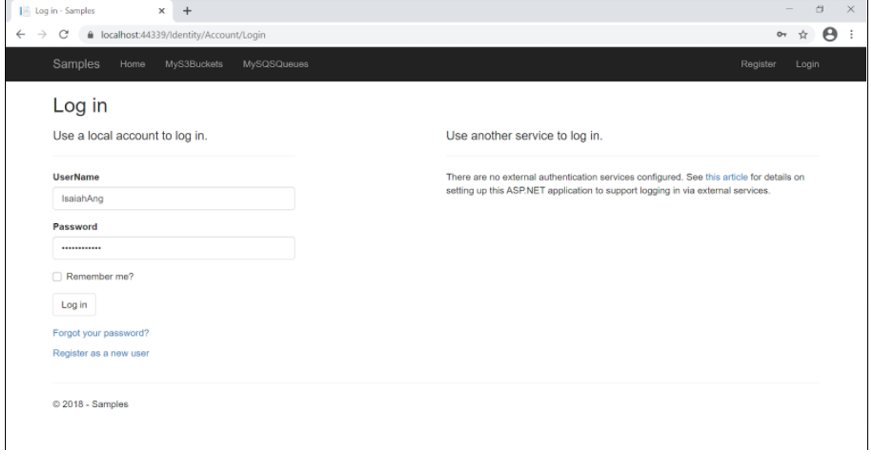 Log in - Samples
localhost:44339/Identity/Account/Login
Samples Home MyS3Buckets MySQSQueues Register Login
Log in
Use a local account to log in.
Use another service to log in.
UserName
IsaiahAng
Password
••••••••••••
Remember me?
Log in
Forgot your password?
Register as a new user
There are no external authentication services configured. See this article for details on
setting up this ASP.NET application to support logging in via external services.
© 2018 - Samples